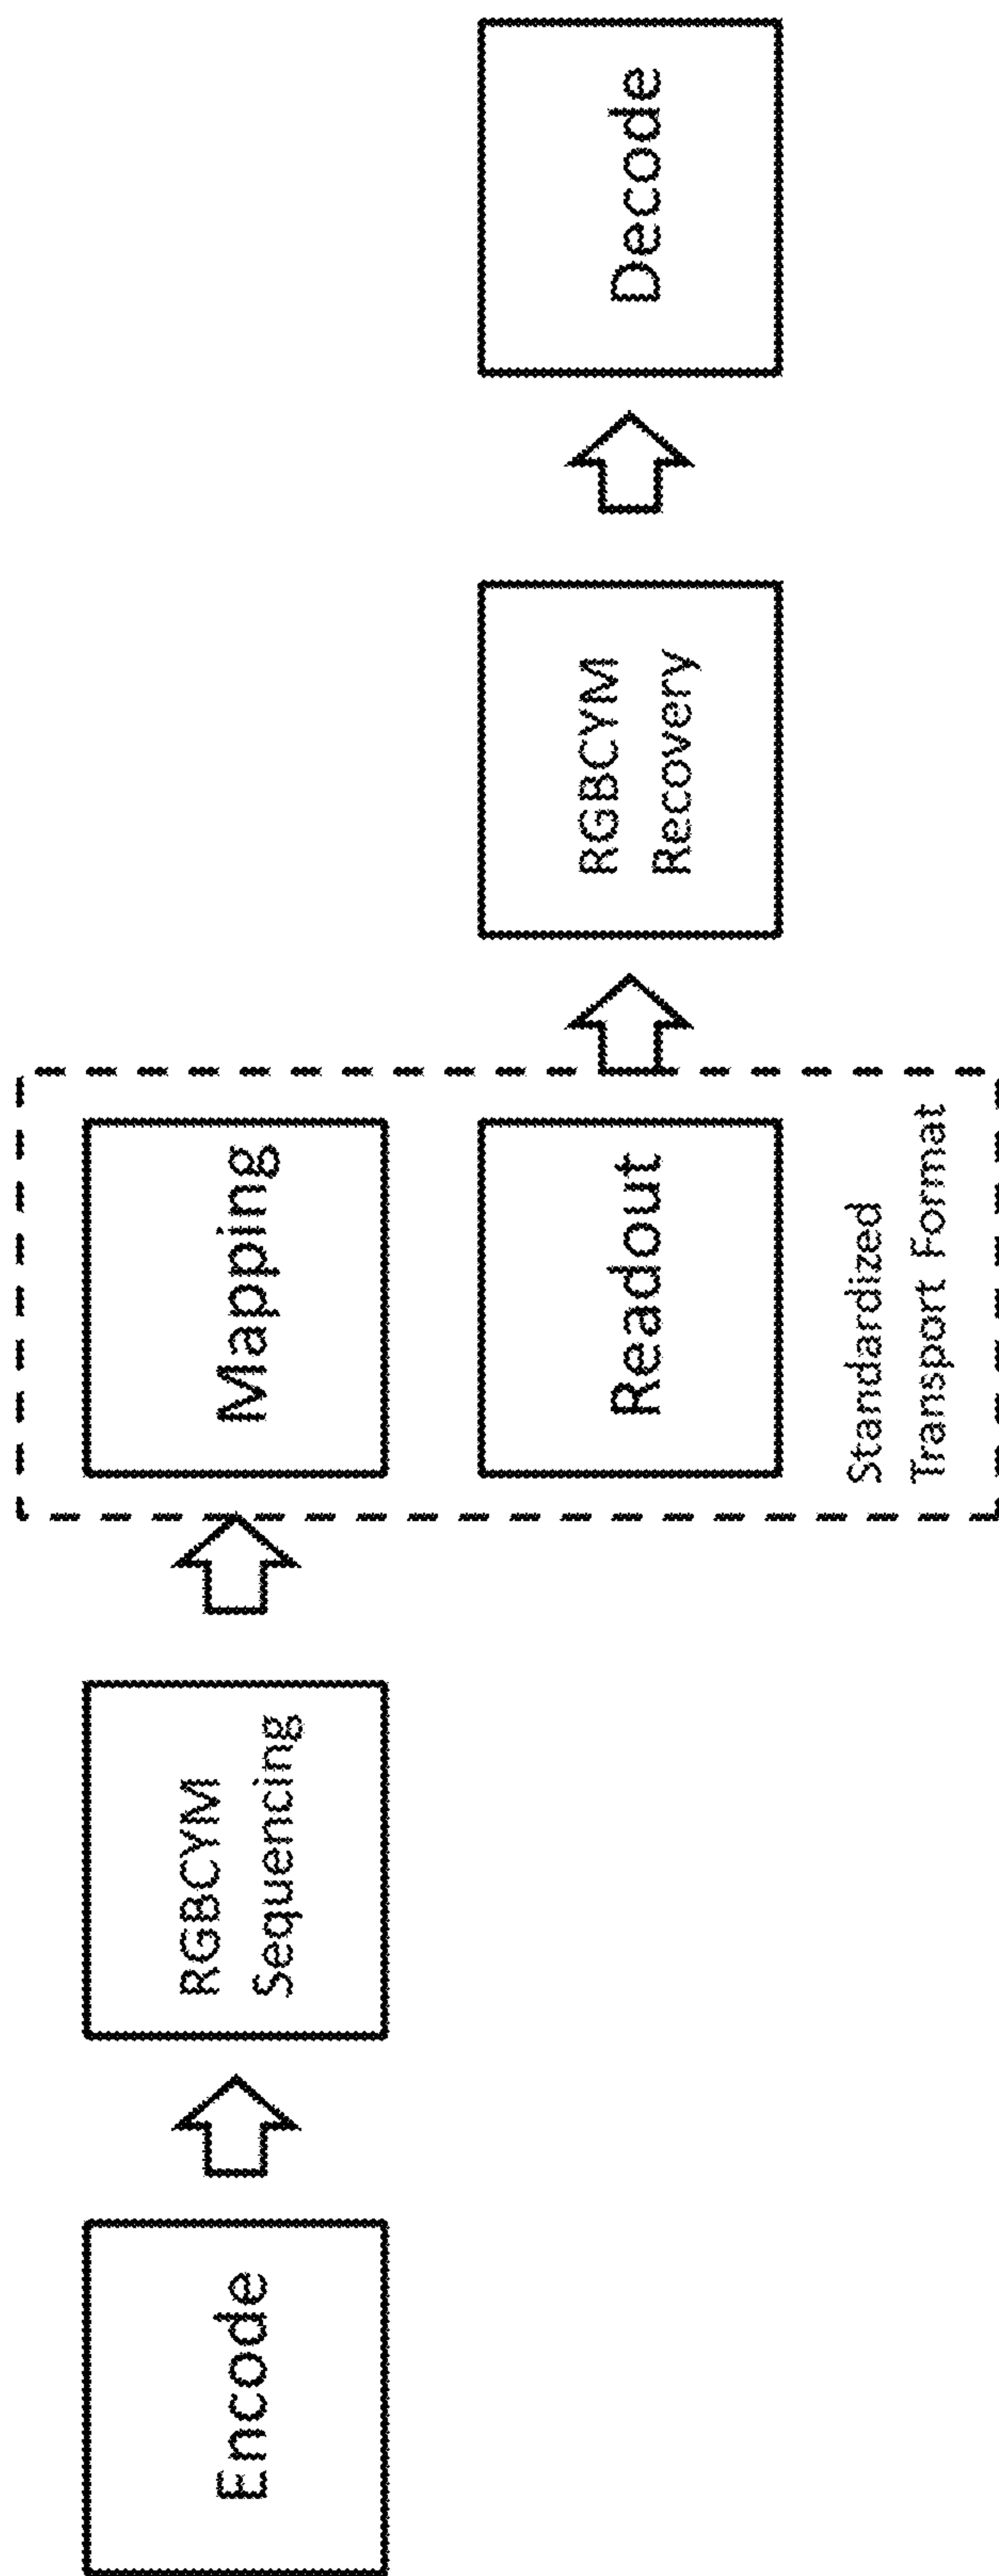 Encode
RGBCYM
Sequencing
Mapping
Readout
Standardized
Transport Format
RGBCYM
Recovery
Decode